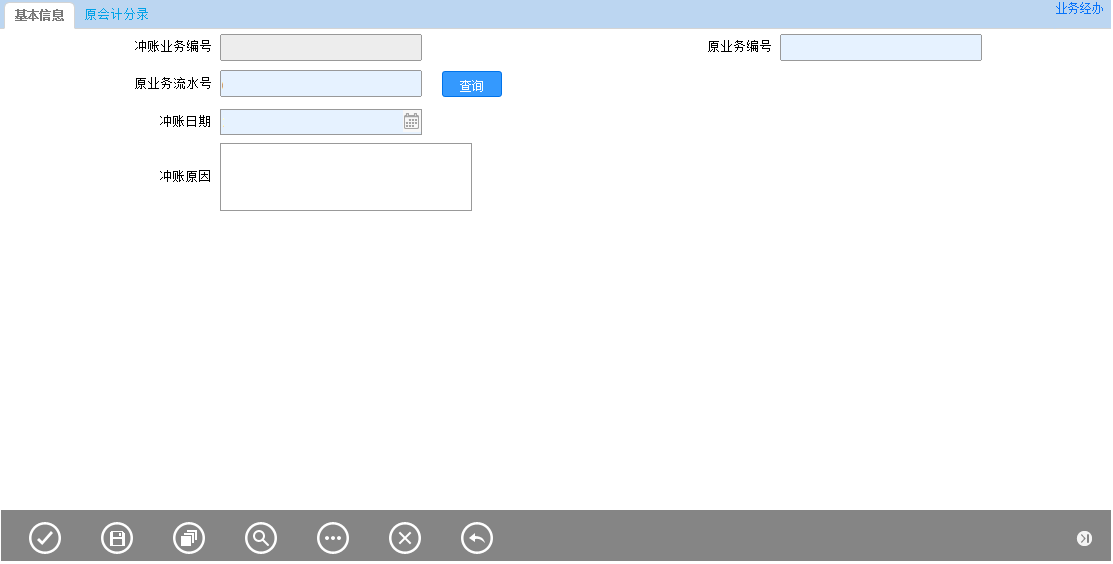 基本信息 原会计分录 业务经办
冲账业务编号 原业务编号
原业务流水号 查询
冲账日期
冲账原因